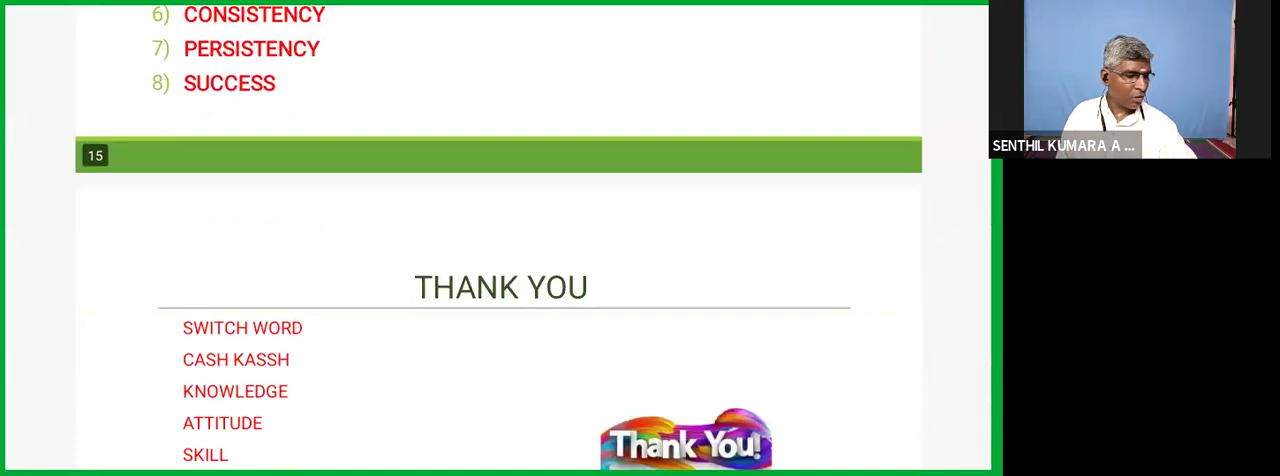 6) CONSISTENCY
7) PERSISTENCY
8) SUCCESS
15
THANK YOU
SWITCH WORD
CASH KASSH
KNOWLEDGE
ATTITUDE
SKILL
Thank You!
SENTHIL KUMARA A ...